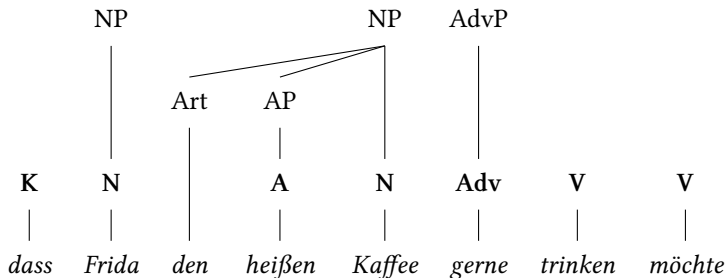 NP NP AdvP
Art AP
K N A N Adv V V
dass Frida den heißen Kaffee gerne trinken möchte